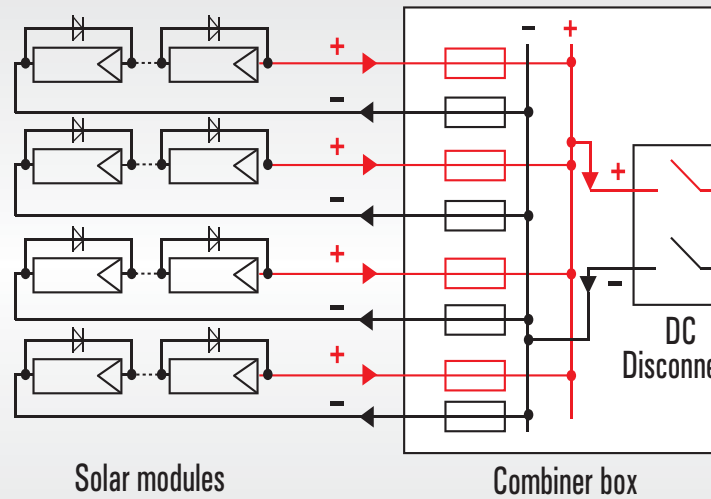 - +
+
-
+
-
+
-
+
-
+
-
DC
Disconne
Solar modules
Combiner box